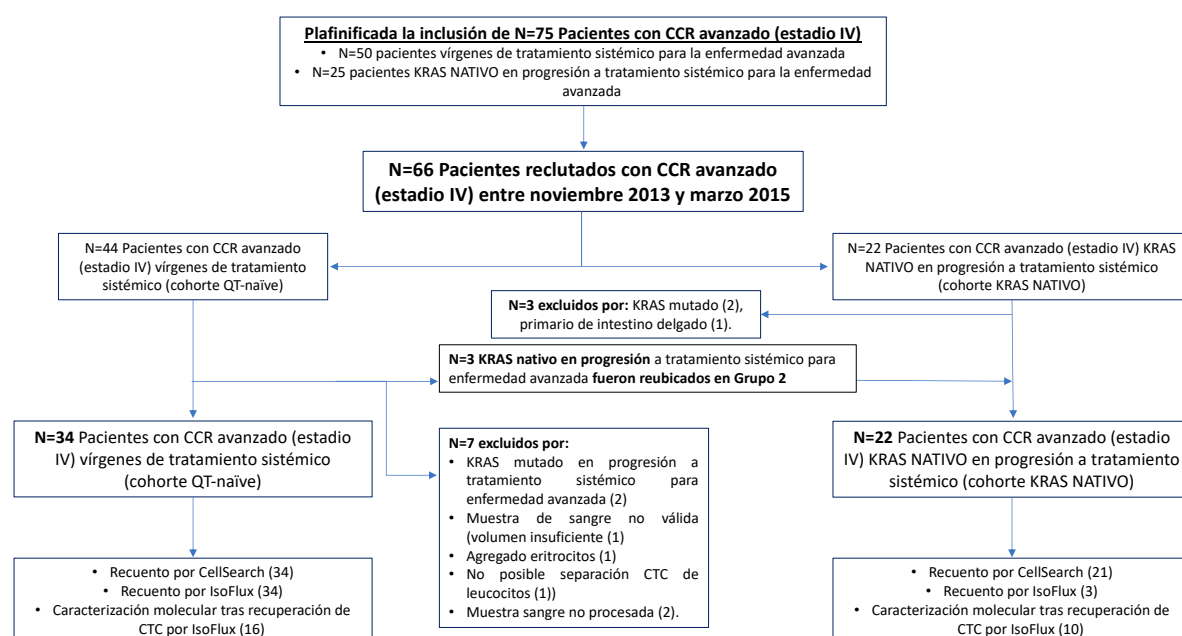 Plafinificada la inclusión de N=75 Pacientes con CCR avanzado (estadio IV)
• N=50 pacientes vírgenes de tratamiento sistémico para la enfermedad avanzada
• N=25 pacientes KRAS NATIVO en progresión a tratamiento sistémico para la enfermedad
avanzada
N=66 Pacientes reclutados con CCR avanzado
(estadio IV) entre noviembre 2013 y marzo 2015
N=44 Pacientes con CCR avanzado
(estadio IV) vírgenes de tratamiento
sistémico (cohorte QT-naïve)
N=22 Pacientes con CCR avanzado (estadio IV) KRAS
NATIVO en progresión a tratamiento sistémico
(cohorte KRAS NATIVO)
N=3 excluidos por: KRAS mutado (2),
primario de intestino delgado (1).
N=3 KRAS nativo en progresión a tratamiento sistémico para
enfermedad avanzada fueron reubicados en Grupo 2
N=34 Pacientes con CCR avanzado (estadio
IV) vírgenes de tratamiento sistémico
(cohorte QT-naïve)
N=7 excluidos por:
• KRAS mutado en progresión a
tratamiento sistémico para
enfermedad avanzada (2)
• Muestra de sangre no válida
(volumen insuficiente (1)
• Agregado eritrocitos (1)
• No posible separación CTC de
leucocitos (1))
• Muestra sangre no procesada (2).
N=22 Pacientes con CCR avanzado (estadio
IV) KRAS NATIVO en progresión a tratamiento
sistémico (cohorte KRAS NATIVO)
• Recuento por CellSearch (34)
• Recuento por IsoFlux (34)
• Caracterización molecular tras recuperación de
CTC por IsoFlux (16)
• Recuento por CellSearch (21)
• Recuento por IsoFlux (3)
• Caracterización molecular tras recuperación de
CTC por IsoFlux (10)